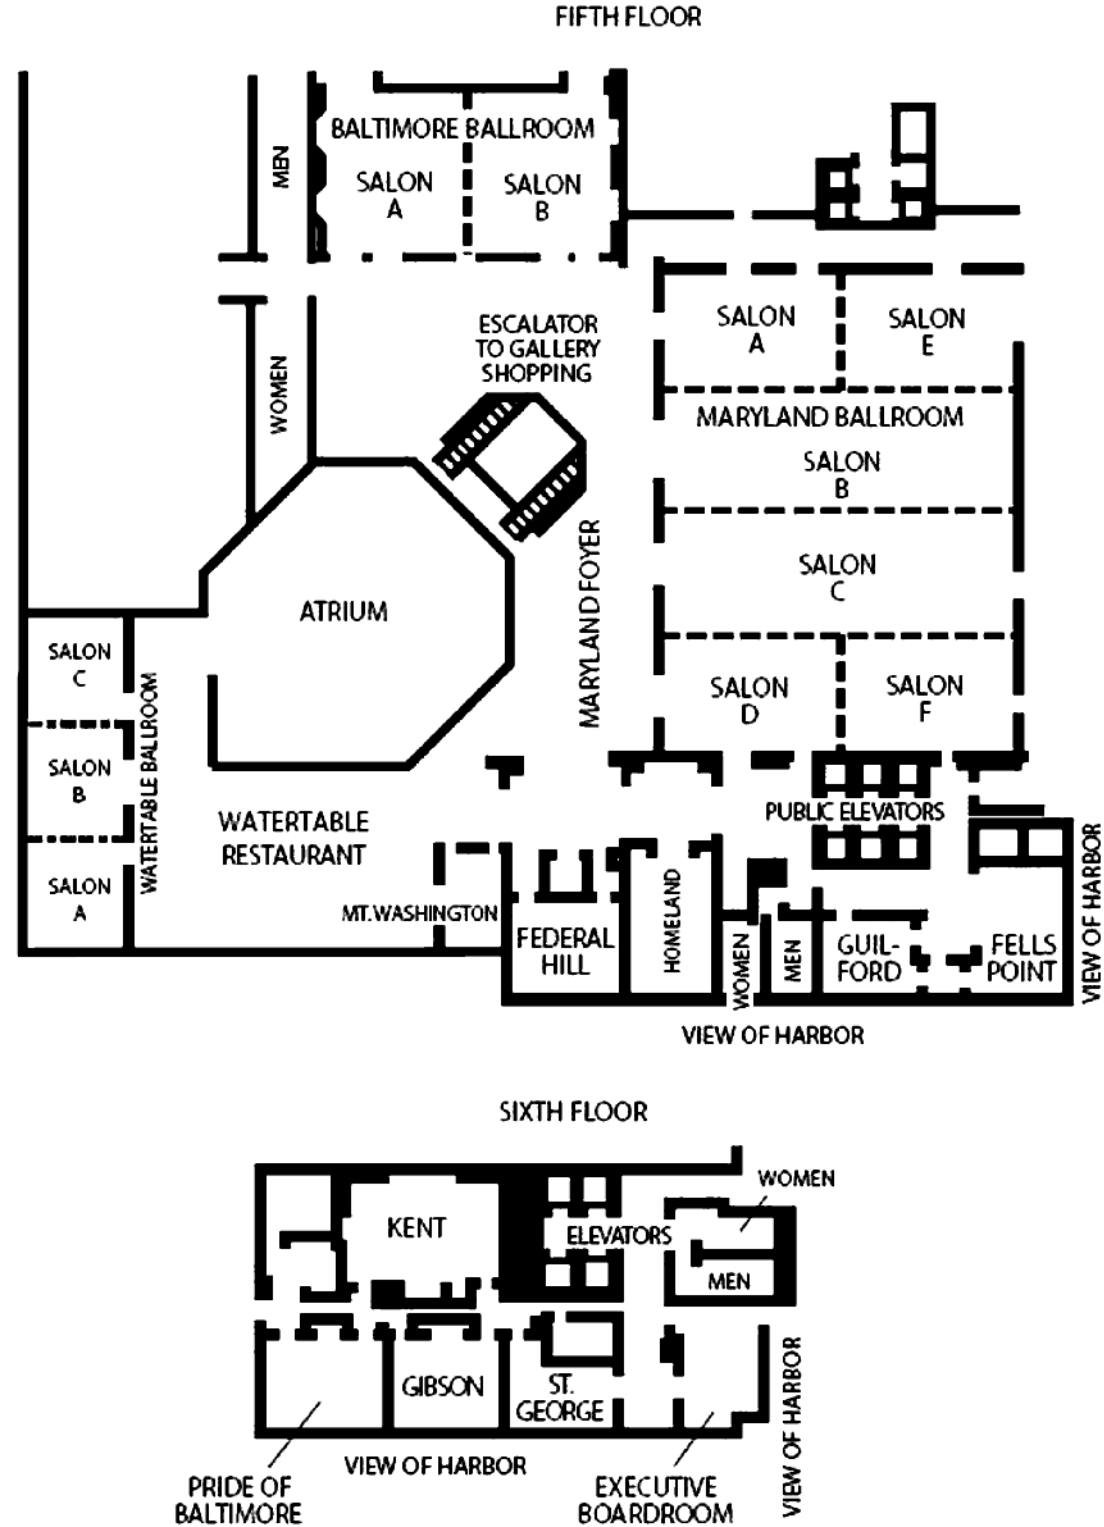 FIFTH FLOOR
MEN
BALTIMORE BALLROOM
SALON
A
SALON
B
WOMEN
ESCALATOR
TO GALLERY
SHOPPING
SALON
A
SALON
E
MARYLAND BALLROOM
SALON
B
SALON
C
SALON
D
SALON
F
MARYLAND FOYER
ATRIUM
SALON
C
SALON
B
SALON
A
WATERTABLE BALLROOM
WATERTABLE
RESTAURANT
MT. WASHINGTON
FEDERAL
HILL
HOMELAND
WOMEN
MEN
PUBLIC ELEVATORS
GUIL-
FORD
FELLS
POINT
VIEW OF HARBOR
VIEW OF HARBOR
SIXTH FLOOR
KENT
ELEVATORS
WOMEN
MEN
GIBSON
ST.
GEORGE
VIEW OF HARBOR
VIEW OF HARBOR
PRIDE OF
BALTIMORE
EXECUTIVE
BOARDROOM